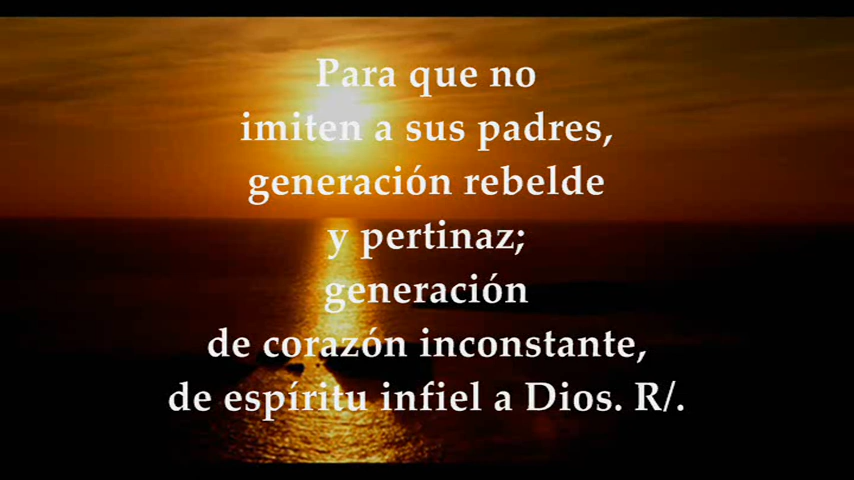 Para que no
imiten a sus padres,
generación rebelde
y pertinaz;
generación
de corazón inconstante,
de espíritu infiel a Dios. R/.